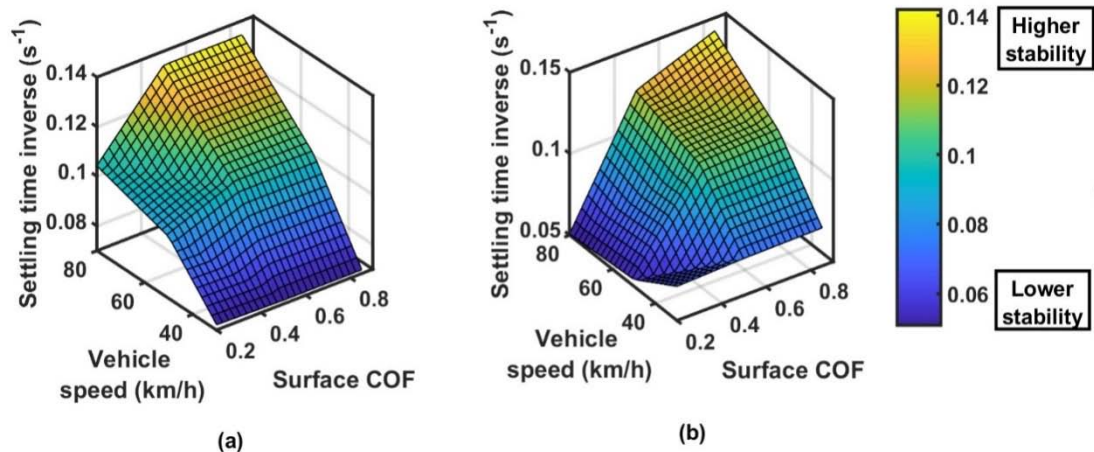 Settling time inverse (s⁻¹)
0.14
0.12
0.1
0.08
80
60
40
Vehicle
speed (km/h)
0.2
0.4
0.6
0.8
Surface COF
(a)
Settling time inverse (s⁻¹)
0.15
0.1
0.05
80
60
40
Vehicle
speed (km/h)
0.2
0.4
0.6
0.8
Surface COF
(b)
0.14
0.12
0.1
0.08
0.06
Higher
stability
Lower
stability